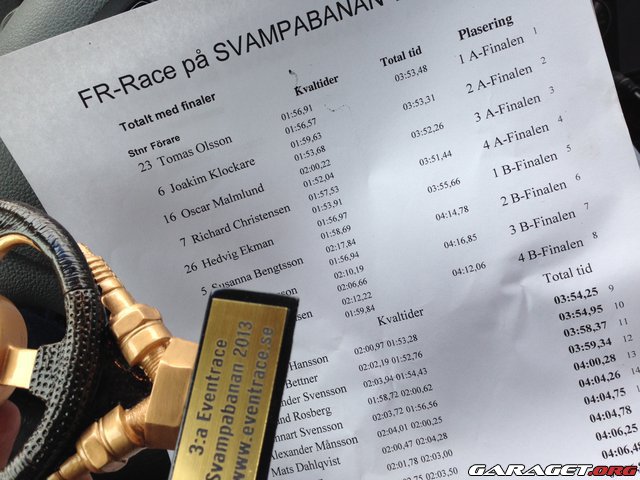 FR-Race på SVAMPABANAN
Totalt med finaler
Stnr Förare Kvaltider Total tid Plasering
23 Tomas Olsson 01:56,91 03:53,48 1 A-Finalen 1
01:56,57
6 Joakim Klockare 01:59,63 03:53,31 2 A-Finalen 2
01:53,68
16 Oscar Malmlund 02:00,22 03:52,26 3 A-Finalen 3
01:52,04
7 Richard Christensen 01:57,53 03:51,44 4 A-Finalen 4
01:53,91
26 Hedvig Ekman 01:56,97 03:55,66 1 B-Finalen 5
01:58,69
5 Susanna Bengtsson 02:17,84 04:14,78 2 B-Finalen 6
01:56,94
02:10,19 04:16,85 3 B-Finalen 7
02:06,66
02:12,22 04:12,06 4 B-Finalen 8
01:59,84
Kvaltider Total tid
Hansson 02:00,97 01:53,28 03:54,25 9
Bettner 02:02,19 01:52,76 03:54,95 10
Svensson 02:03,94 01:54,43 03:58,37 11
Rosberg 01:58,72 02:00,62 03:59,34 12
Svensson 02:03,72 01:56,56 04:00,28 13
Alexander Månsson 02:04,01 02:00,25 04:04,26 14
Mats Dahlqvist 02:00,47 02:04,28 04:04,75
02:01,78 02:03,00 04:04,78
02:03,50 04:06,25
04:06,48
3:a Eventrace
Svampabanan 2013
www.eventrace.se
GARAGET.ORG